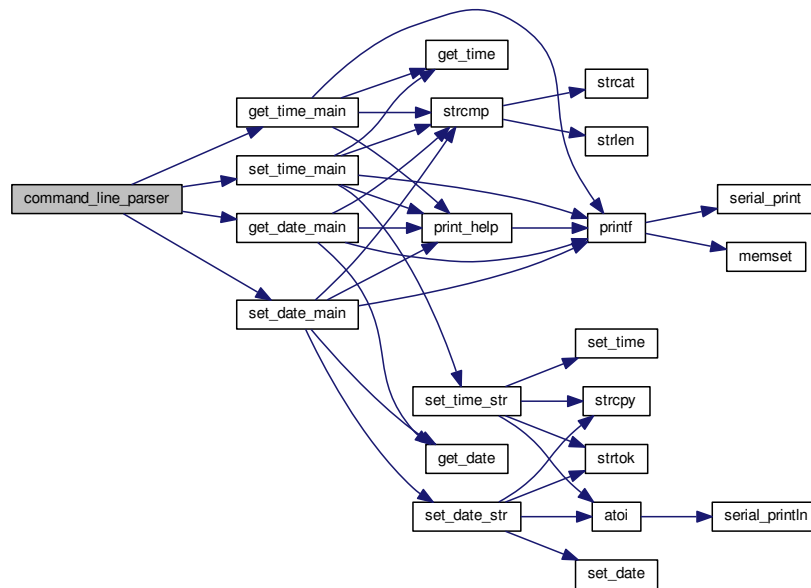 get_time
strcat
get_time_main
strcmp
strlen
set_time_main
command_line_parser
serial_print
get_date_main
print_help
printf
memset
set_date_main
set_time
set_time_str
strcpy
get_date
strtok
set_date_str
atoi
serial_println
set_date